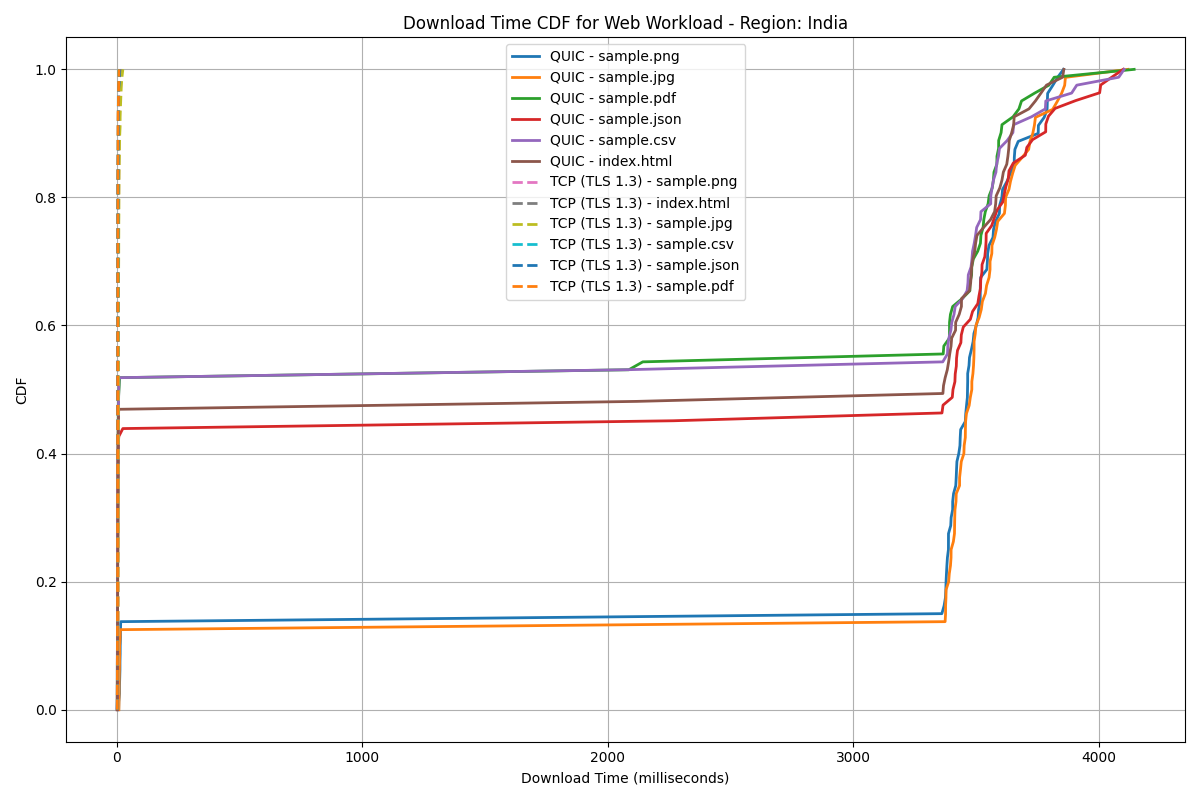 Download Time CDF for Web Workload - Region: India
QUIC - sample.png
QUIC - sample.jpg
QUIC - sample.pdf
QUIC - sample.json
QUIC - sample.csv
QUIC - index.html
TCP (TLS 1.3) - sample.png
TCP (TLS 1.3) - index.html
TCP (TLS 1.3) - sample.jpg
TCP (TLS 1.3) - sample.csv
TCP (TLS 1.3) - sample.json
TCP (TLS 1.3) - sample.pdf
CDF
1.0
0.8
0.6
0.4
0.2
0.0
0
1000
2000
3000
4000
Download Time (milliseconds)